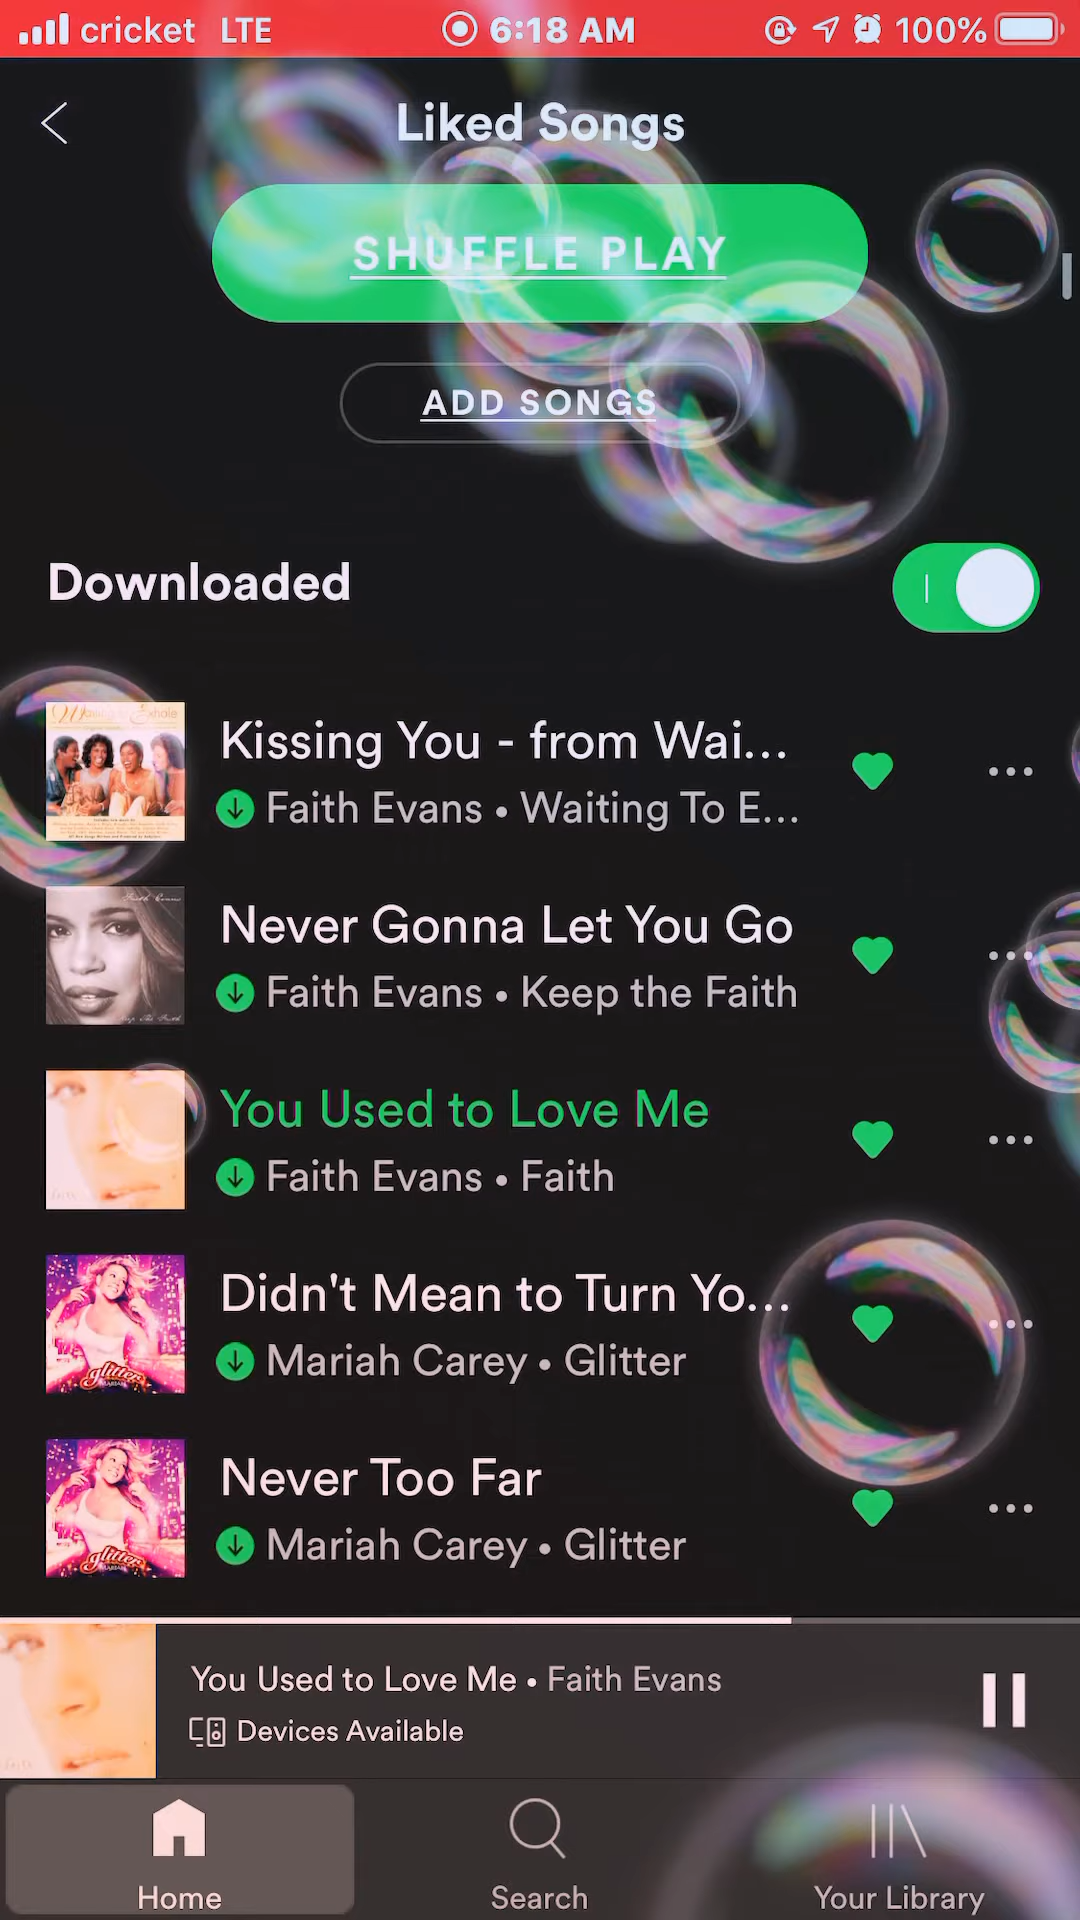 cricket LTE 6:18 AM 100%
Liked Songs
SHUFFLE PLAY
ADD SONGS
Downloaded
Kissing You - from Wai...
Faith Evans • Waiting To E...
Never Gonna Let You Go
Faith Evans • Keep the Faith
You Used to Love Me
Faith Evans • Faith
Didn't Mean to Turn Yo...
Mariah Carey • Glitter
glitter
Never Too Far
Mariah Carey • Glitter
glitter
You Used to Love Me • Faith Evans
Devices Available
Home
Search
Your Library